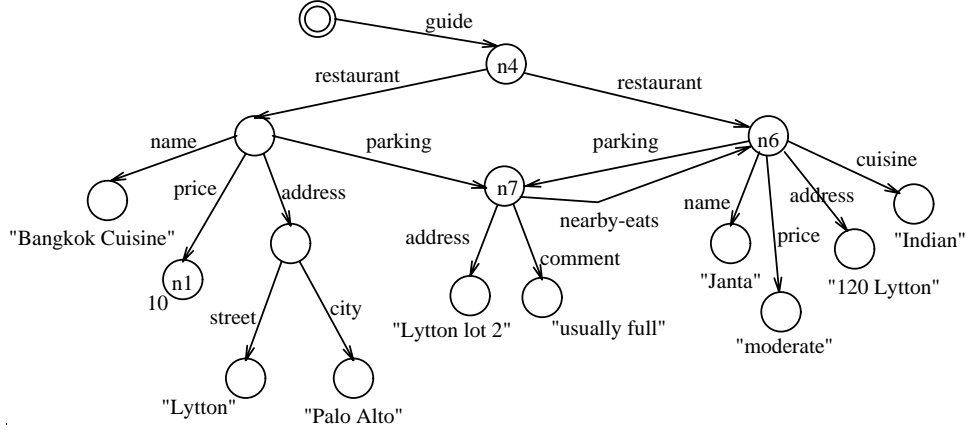 guide
n4
restaurant
restaurant
name
parking
parking
n6
cuisine
price
address
n7
nearby-eats
name
address
"Bangkok Cuisine"
address
comment
price
"Indian"
10
n1
"Janta"
"120 Lytton"
street
city
"Lytton lot 2"
"usually full"
"moderate"
"Lytton"
"Palo Alto"